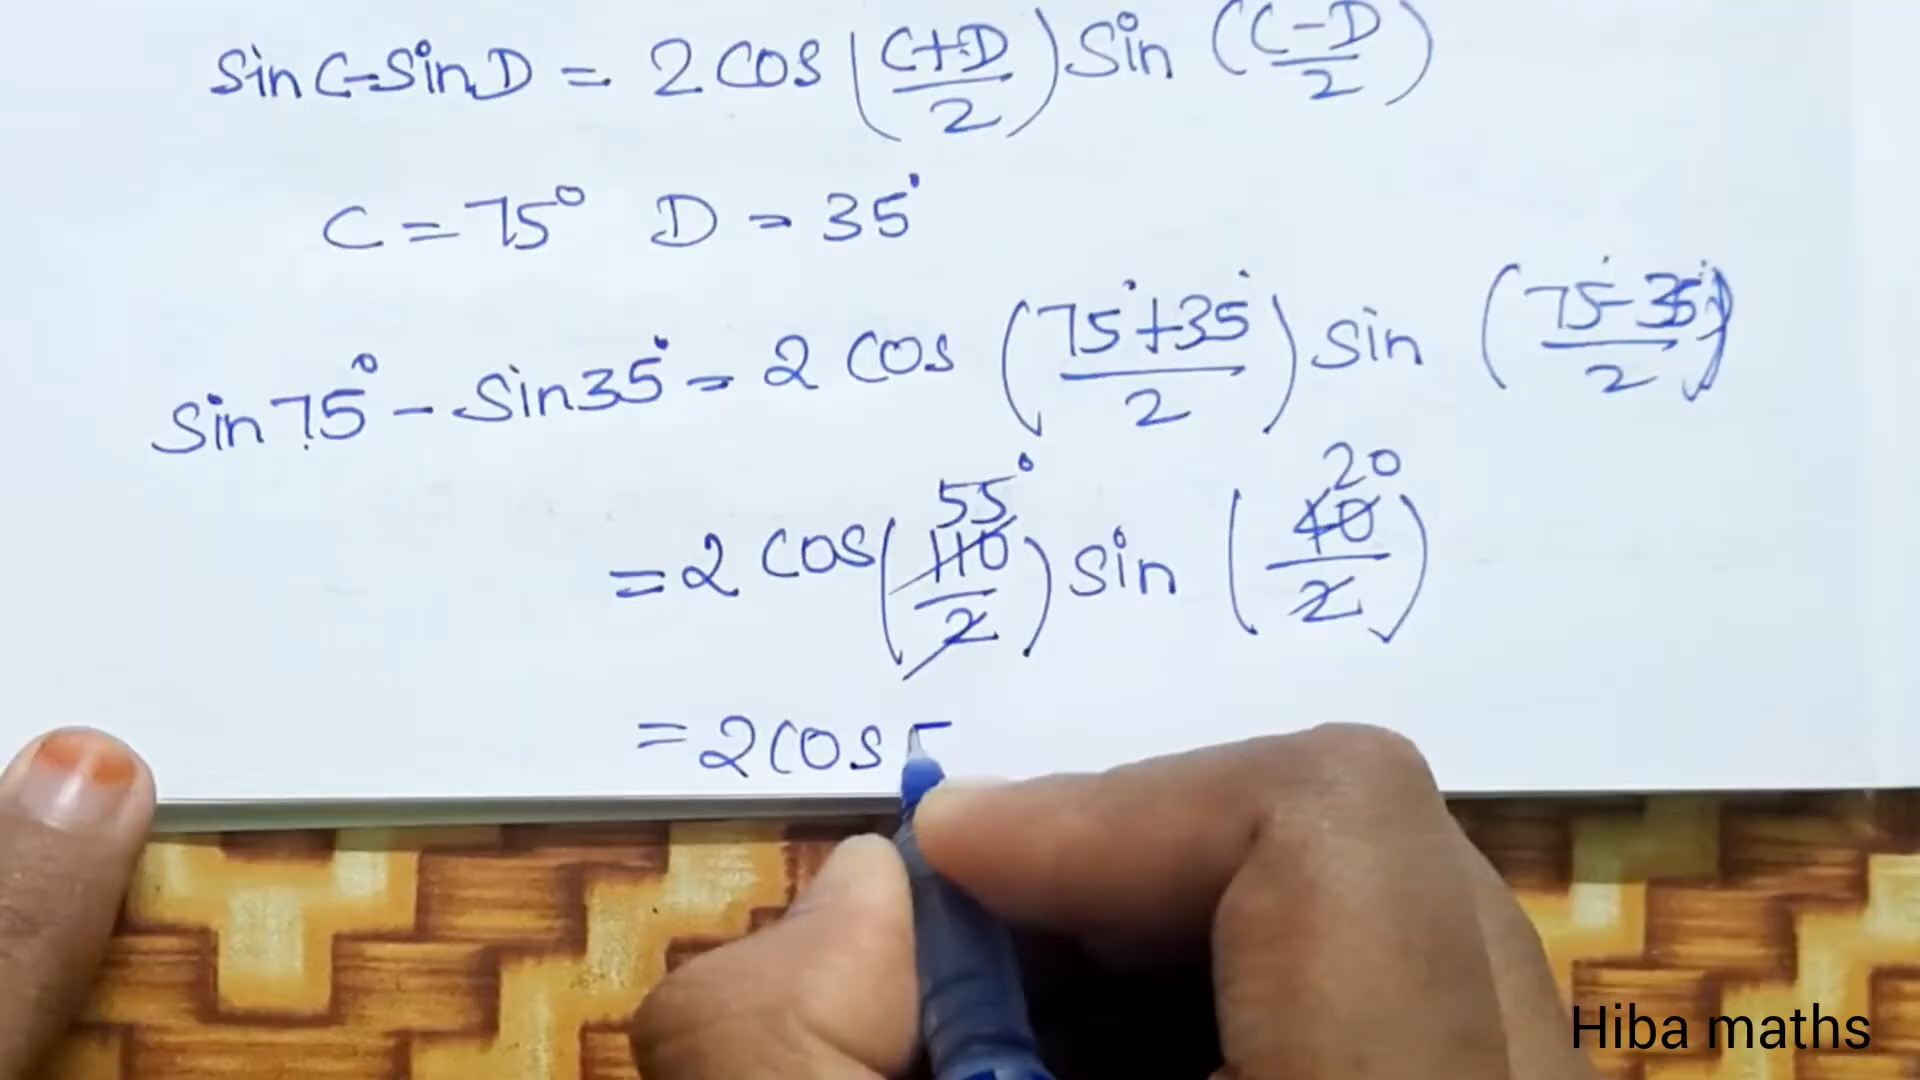 Sin C - Sin D = 2 COS (C+D/2) Sin (C-D/2)
C = 75° D = 35°
Sin 75° - Sin 35° = 2 Cos (75°+35°/2) Sin (75°-35°/2)
55° 20
= 2 COS (110/2) Sin (40/2)
= 2 COS 5
Hiba maths